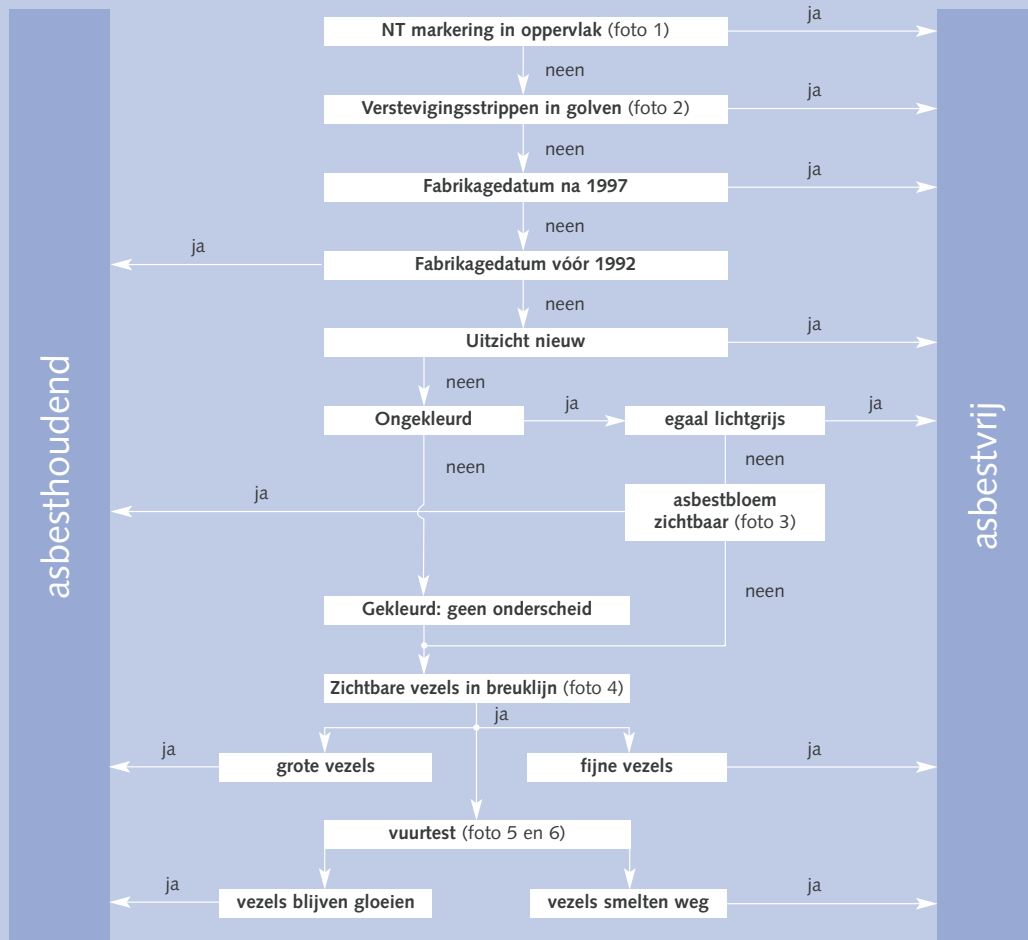 NT markering in oppervlak (foto 1)
ja
neen
Verstevigingsstrippen in golven (foto 2)
ja
neen
Fabrikagedatum na 1997
ja
neen
ja
Fabrikagedatum vóór 1992
neen
Uitzicht nieuw
ja
neen
Ongekleurd
ja
egaal lichtgrijs
ja
neen
neen
ja
asbestbloem
zichtbaar (foto 3)
neen
Gekleurd: geen onderscheid
Zichtbare vezels in breuklijn (foto 4)
ja
ja
grote vezels
fijne vezels
ja
vuurtest (foto 5 en 6)
ja
vezels blijven gloeien
vezels smelten weg
ja
asbesthoudend
asbestvrij